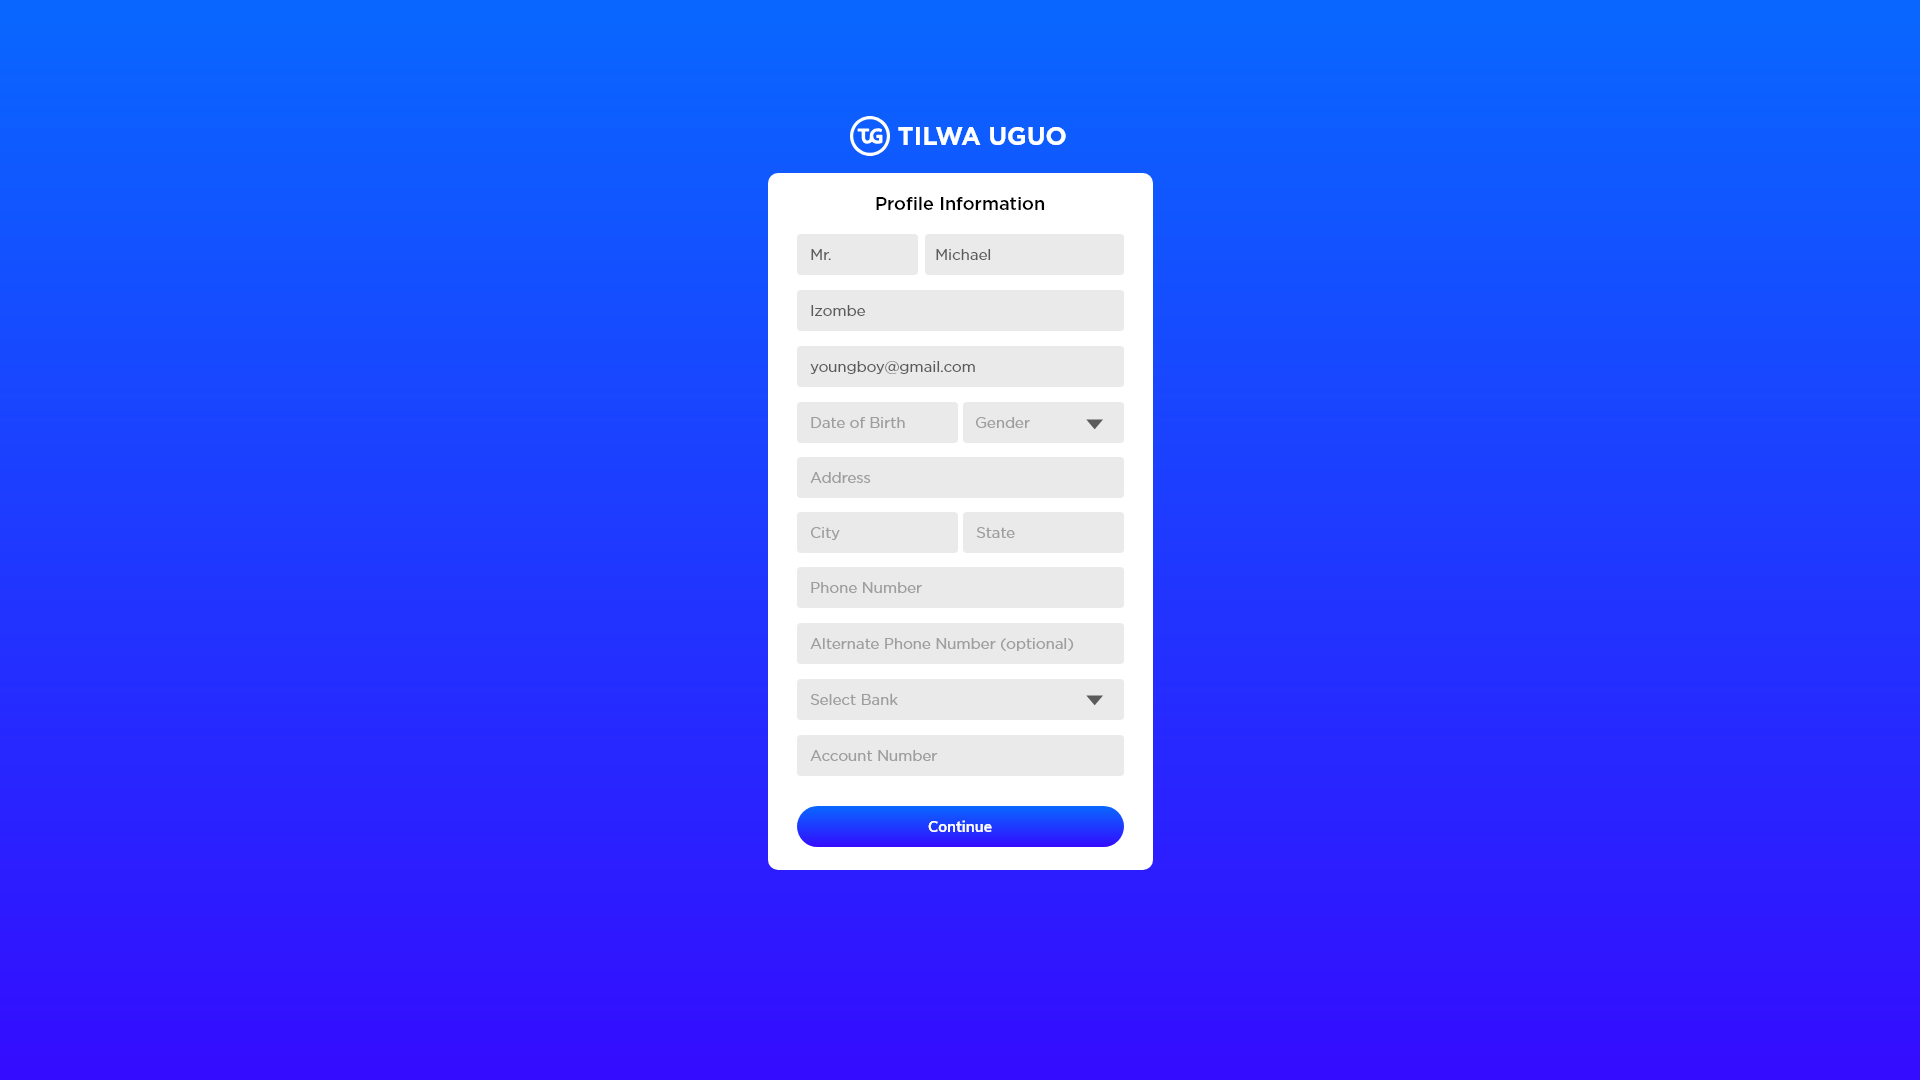 TG TILWA UGUO
Profile Information
Mr. Michael
Izombe
youngboy@gmail.com
Date of Birth Gender
Address
City State
Phone Number
Alternate Phone Number (optional)
Select Bank
Account Number
Continue